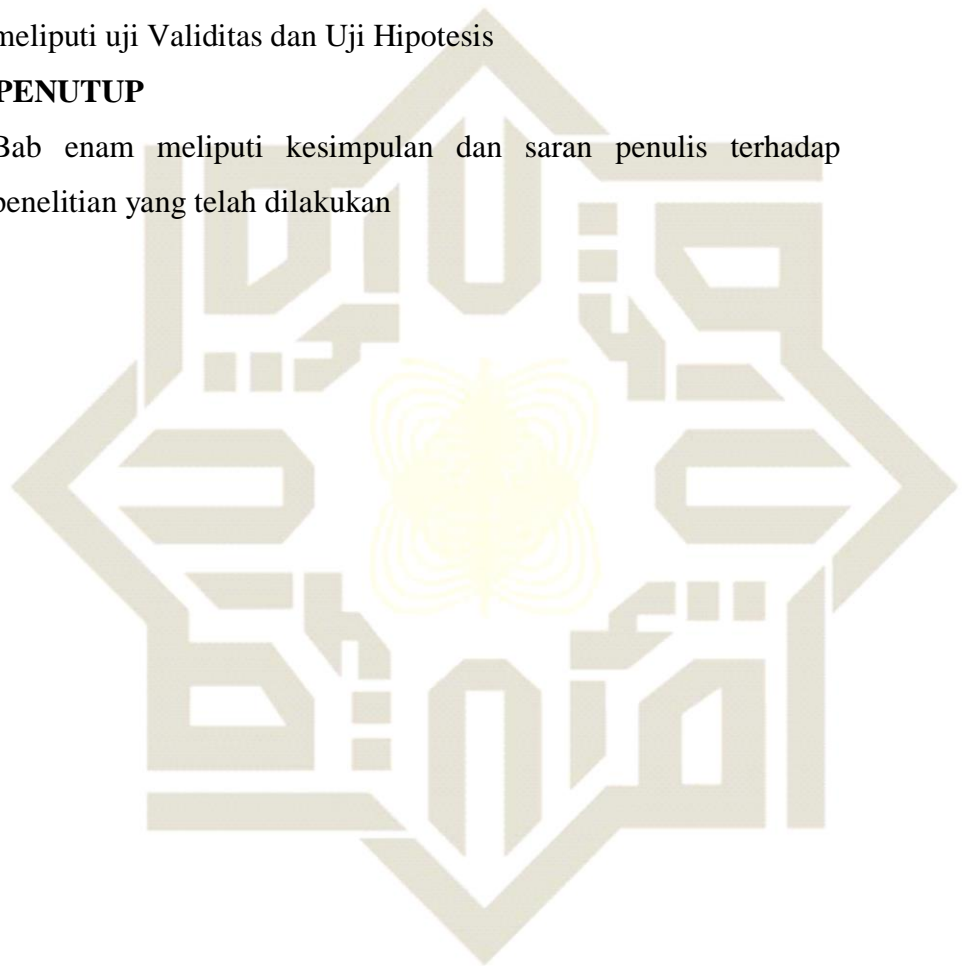 meliputi uji Validitas dan Uji Hipotesis
PENUTUP
Bab enam meliputi kesimpulan dan saran penulis terhadap
penelitian yang telah dilakukan